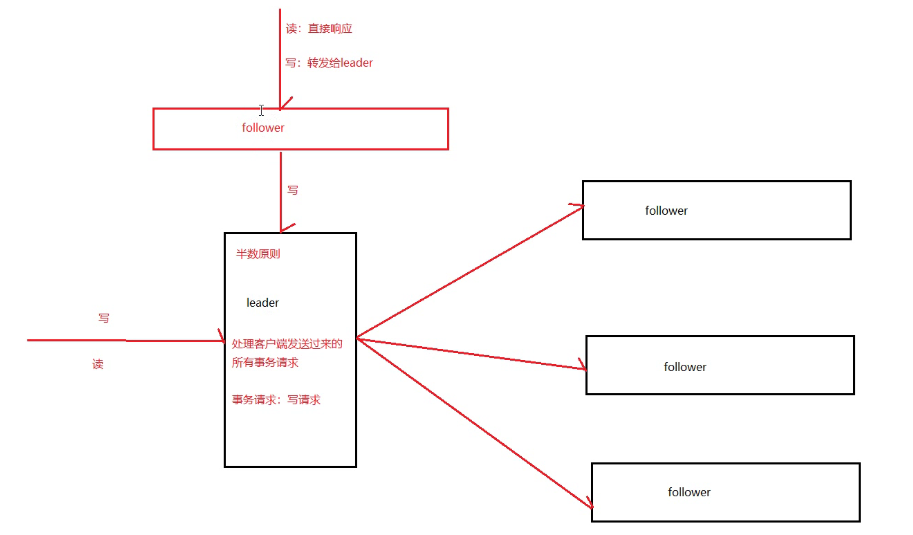 读：直接响应
写：转发给leader
follower
写
半数原则
leader
处理客户端发送过来的
所有事务请求
事务请求：写请求
写
读
follower
follower
follower